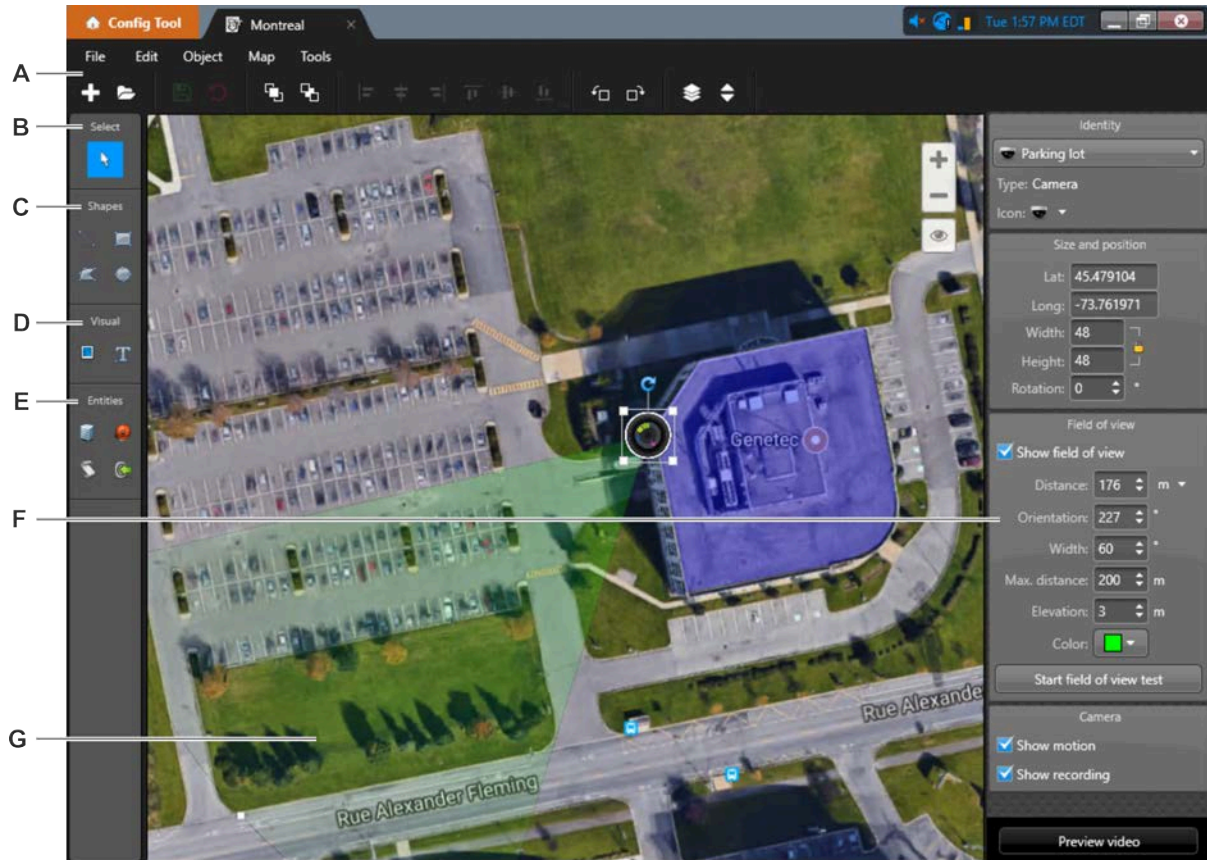 Config Tool
Montreal
Tue 1:57 PM EDT
File Edit Object Map Tools
A
B
Select
C
Shapes
D
Visual
T
E
Entities
F
G
Genetec
Rue Alexander Fleming
Rue Alexande
Identity
Parking lot
Type: Camera
Icon:
Size and position
Lat: 45.479104
Long: -73.761971
Width: 48
Height: 48
Rotation: 0 °
Field of view
Show field of view
Distance: 176 m
Orientation: 227 °
Width: 60 °
Max. distance: 200 m
Elevation: 3 m
Color:
Start field of view test
Camera
Show motion
Show recording
Preview video